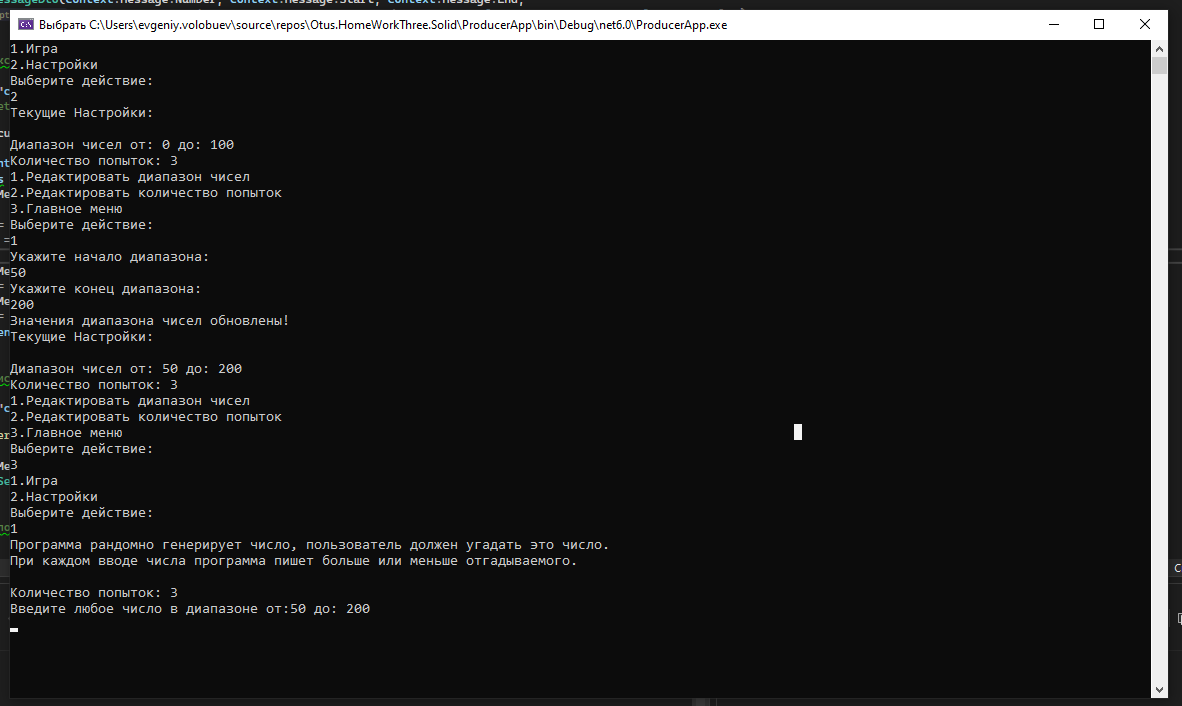 Выбрать C:\Users\evgeniy.volobuev\source\repos\Otus.HomeWorkThree.Solid\ProducerApp\bin\Debug\net6.0\ProducerApp.exe
1.Игра
2.Настройки
Выберите действие:
2
Текущие Настройки:
Диапазон чисел от: 0 до: 100
Количество попыток: 3
1.Редактировать диапазон чисел
2.Редактировать количество попыток
3.Главное меню
Выберите действие:
1
Укажите начало диапазона:
50
Укажите конец диапазона:
200
Значения диапазона чисел обновлены!
Текущие Настройки:
Диапазон чисел от: 50 до: 200
Количество попыток: 3
1.Редактировать диапазон чисел
2.Редактировать количество попыток
3.Главное меню
Выберите действие:
3
1.Игра
2.Настройки
Выберите действие:
1
Программа рандомно генерирует число, пользователь должен угадать это число.
При каждом вводе числа программа пишет больше или меньше отгадываемого.
Количество попыток: 3
Введите любое число в диапазоне от:50 до: 200